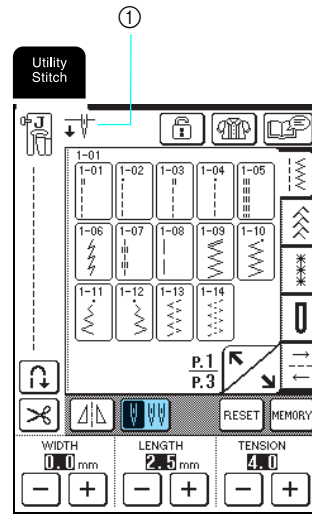 ①
Utility
Stitch
J
1-01
1-01 1-02 1-03 1-04 1-05
1-06 1-07 1-08 1-09 1-10
1-11 1-12 1-13 1-14
P.1
P.3
RESET MEMORY
WIDTH LENGTH TENSION
0.0 mm 2.5 mm 4.0
− + − + − +